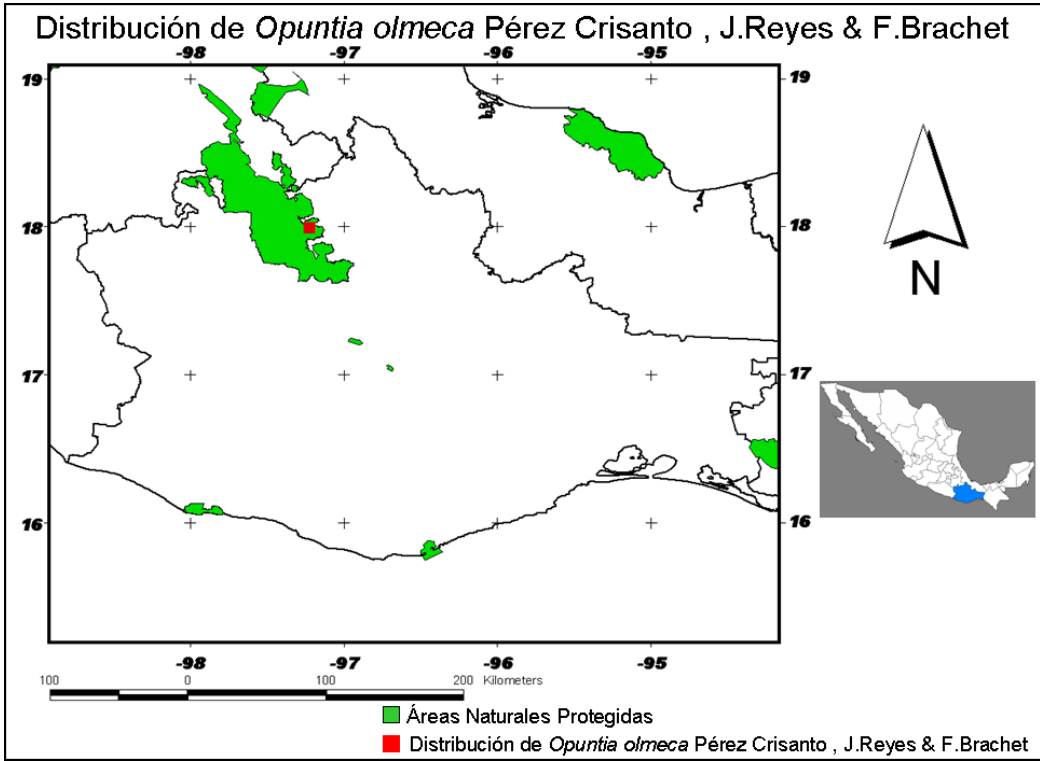 Distribución de Opuntia olmeca Pérez Crisanto , J.Reyes & F.Brachet
-98 -97 -96 -95
19 19
18 18
17 17
16 16
-98 -97 -96 -95
N
100 0 100 200 Kilometers
Áreas Naturales Protegidas
Distribución de Opuntia olmeca Pérez Crisanto , J.Reyes & F.Brachet